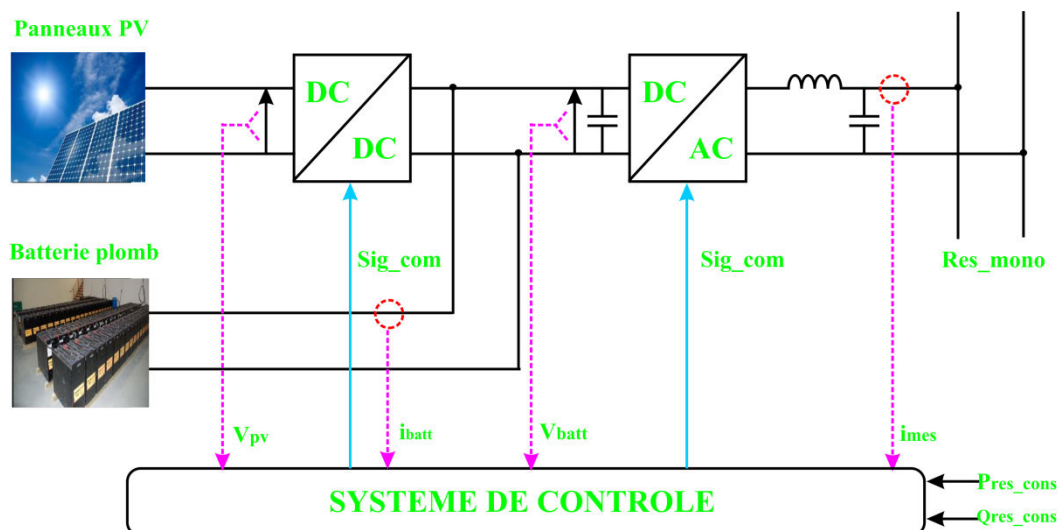 Panneaux PV
DC
DC
DC
AC
Batterie plomb
Sig_com
Sig_com
Res_mono
Vpv
ibatt
Vbatt
imes
SYSTEME DE CONTROLE
Pres_cons
Qres_cons